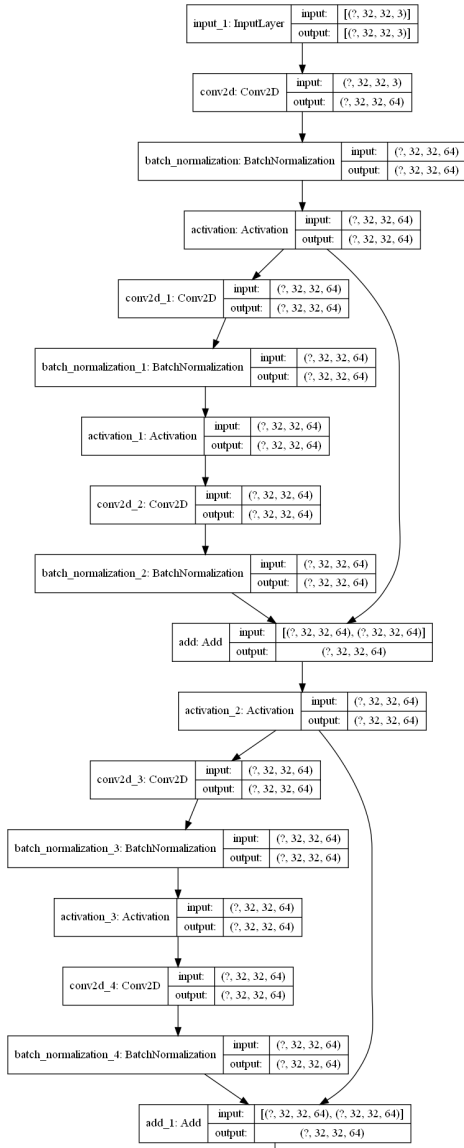 input_1: InputLayer input: [(?, 32, 32, 3)]
output: [(?, 32, 32, 3)]
conv2d: Conv2D input: (?, 32, 32, 3)
output: (?, 32, 32, 64)
batch_normalization: BatchNormalization input: (?, 32, 32, 64)
output: (?, 32, 32, 64)
activation: Activation input: (?, 32, 32, 64)
output: (?, 32, 32, 64)
conv2d_1: Conv2D input: (?, 32, 32, 64)
output: (?, 32, 32, 64)
batch_normalization_1: BatchNormalization input: (?, 32, 32, 64)
output: (?, 32, 32, 64)
activation_1: Activation input: (?, 32, 32, 64)
output: (?, 32, 32, 64)
conv2d_2: Conv2D input: (?, 32, 32, 64)
output: (?, 32, 32, 64)
batch_normalization_2: BatchNormalization input: (?, 32, 32, 64)
output: (?, 32, 32, 64)
add: Add input: [(?, 32, 32, 64), (?, 32, 32, 64)]
output: (?, 32, 32, 64)
activation_2: Activation input: (?, 32, 32, 64)
output: (?, 32, 32, 64)
conv2d_3: Conv2D input: (?, 32, 32, 64)
output: (?, 32, 32, 64)
batch_normalization_3: BatchNormalization input: (?, 32, 32, 64)
output: (?, 32, 32, 64)
activation_3: Activation input: (?, 32, 32, 64)
output: (?, 32, 32, 64)
conv2d_4: Conv2D input: (?, 32, 32, 64)
output: (?, 32, 32, 64)
batch_normalization_4: BatchNormalization input: (?, 32, 32, 64)
output: (?, 32, 32, 64)
add_1: Add input: [(?, 32, 32, 64), (?, 32, 32, 64)]
output: (?, 32, 32, 64)